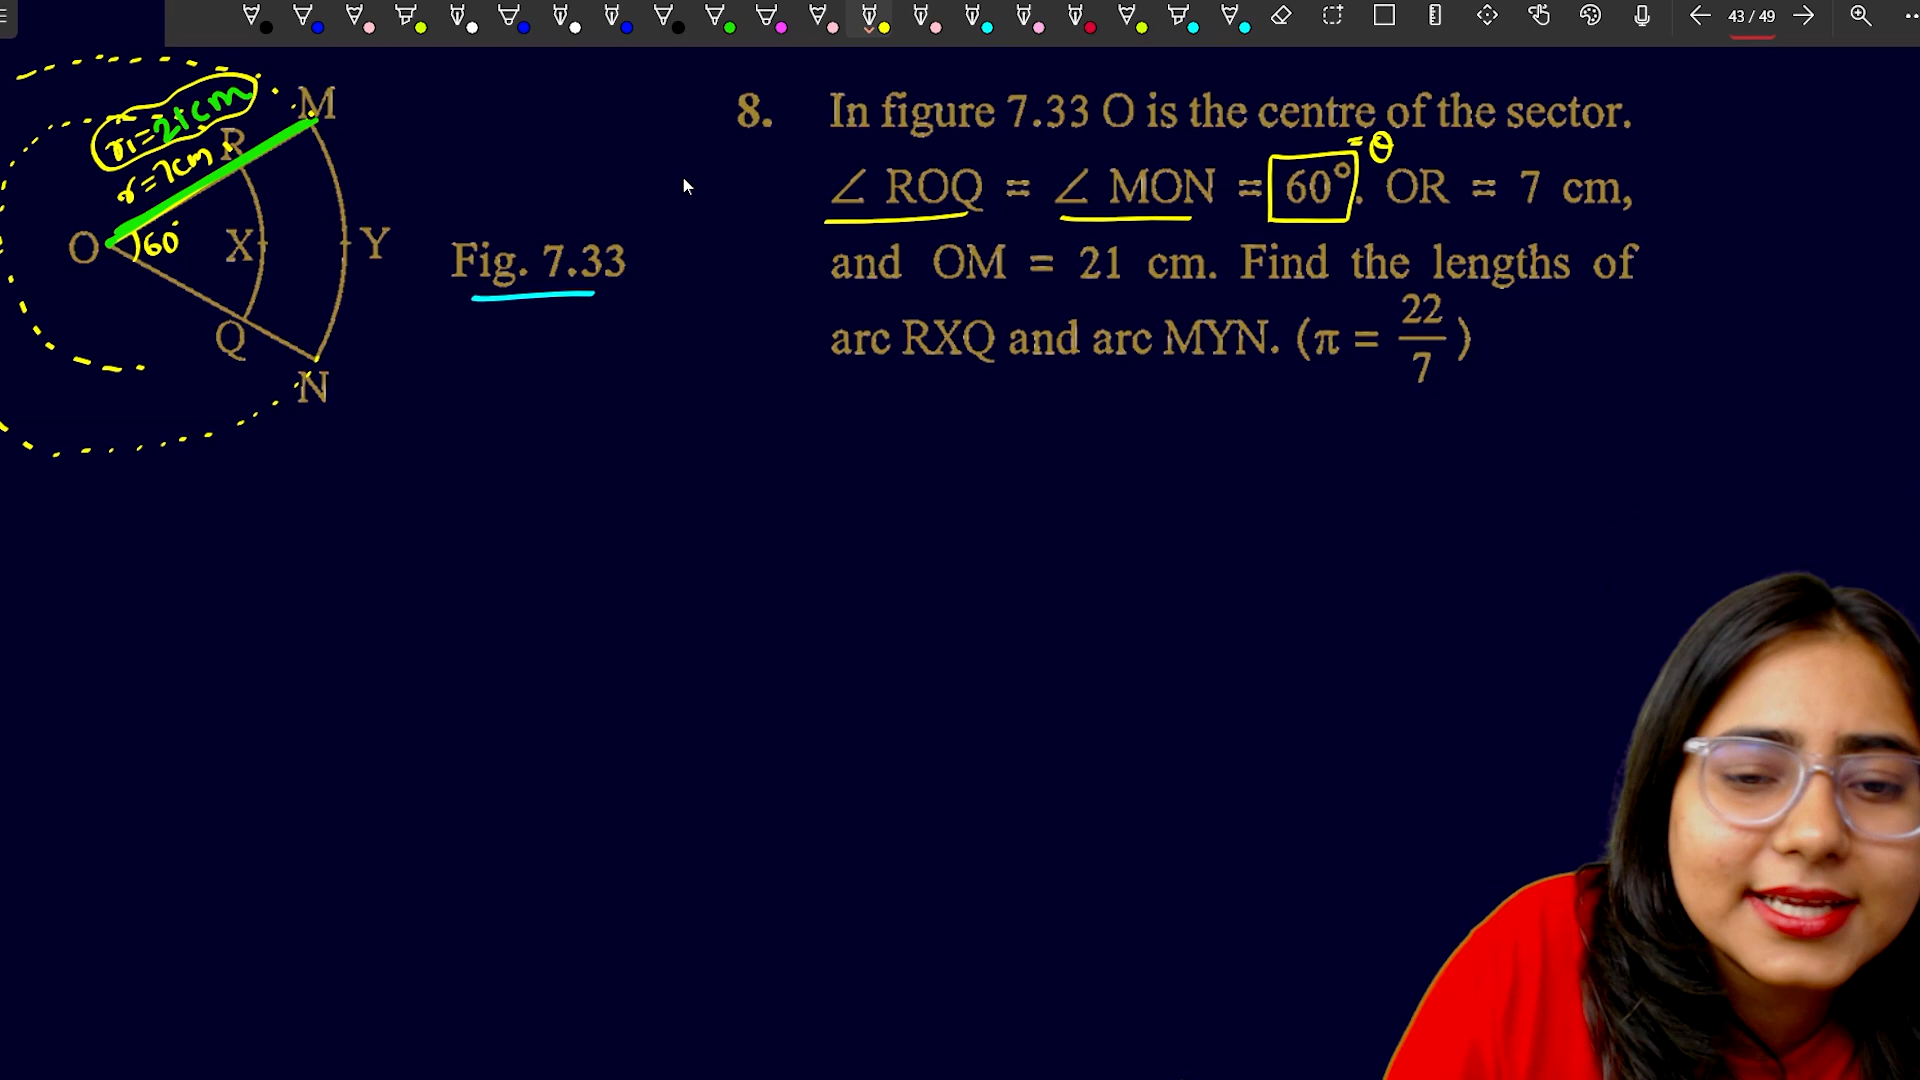 43 / 49
8. In figure 7.33 O is the centre of the sector.
= θ
∠ ROQ = ∠ MON = 60°. OR = 7 cm,
and OM = 21 cm. Find the lengths of
arc RXQ and arc MYN. (π = 22/7)
r1=21cm
M
R
r=7cm
O
60°
X
Y
Fig. 7.33
Q
N